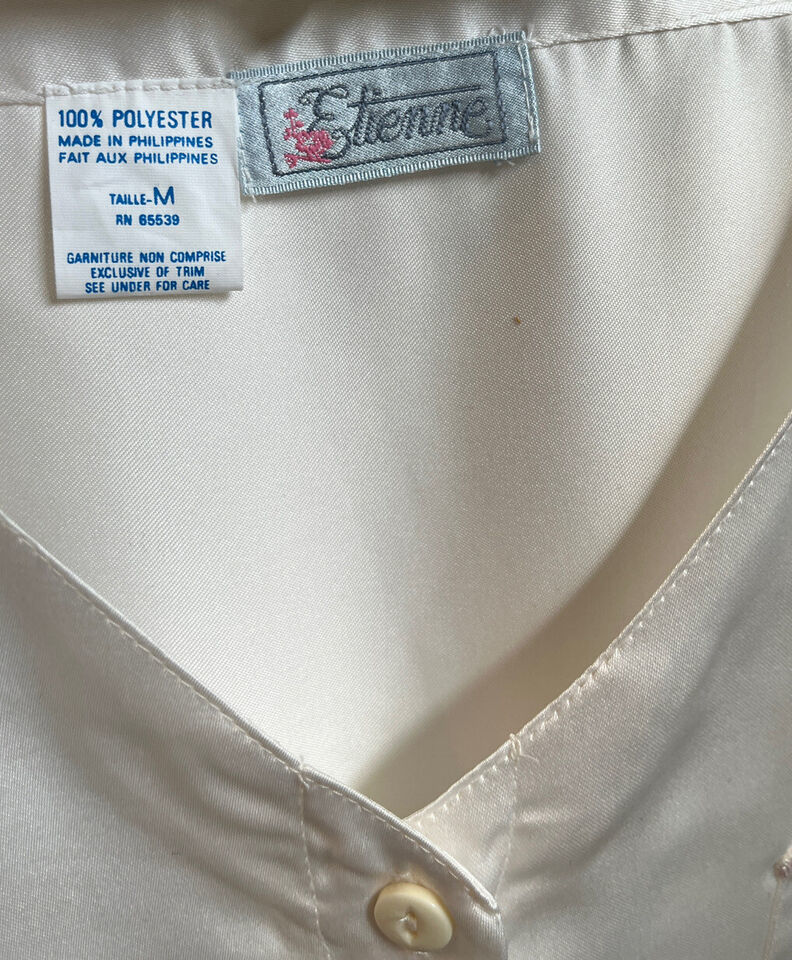 100% POLYESTER
MADE IN PHILIPPINES
FAIT AUX PHILIPPINES
TAILLE-M
RN 65539
GARNITURE NON COMPRISE
EXCLUSIVE OF TRIM
SEE UNDER FOR CARE
Etienne